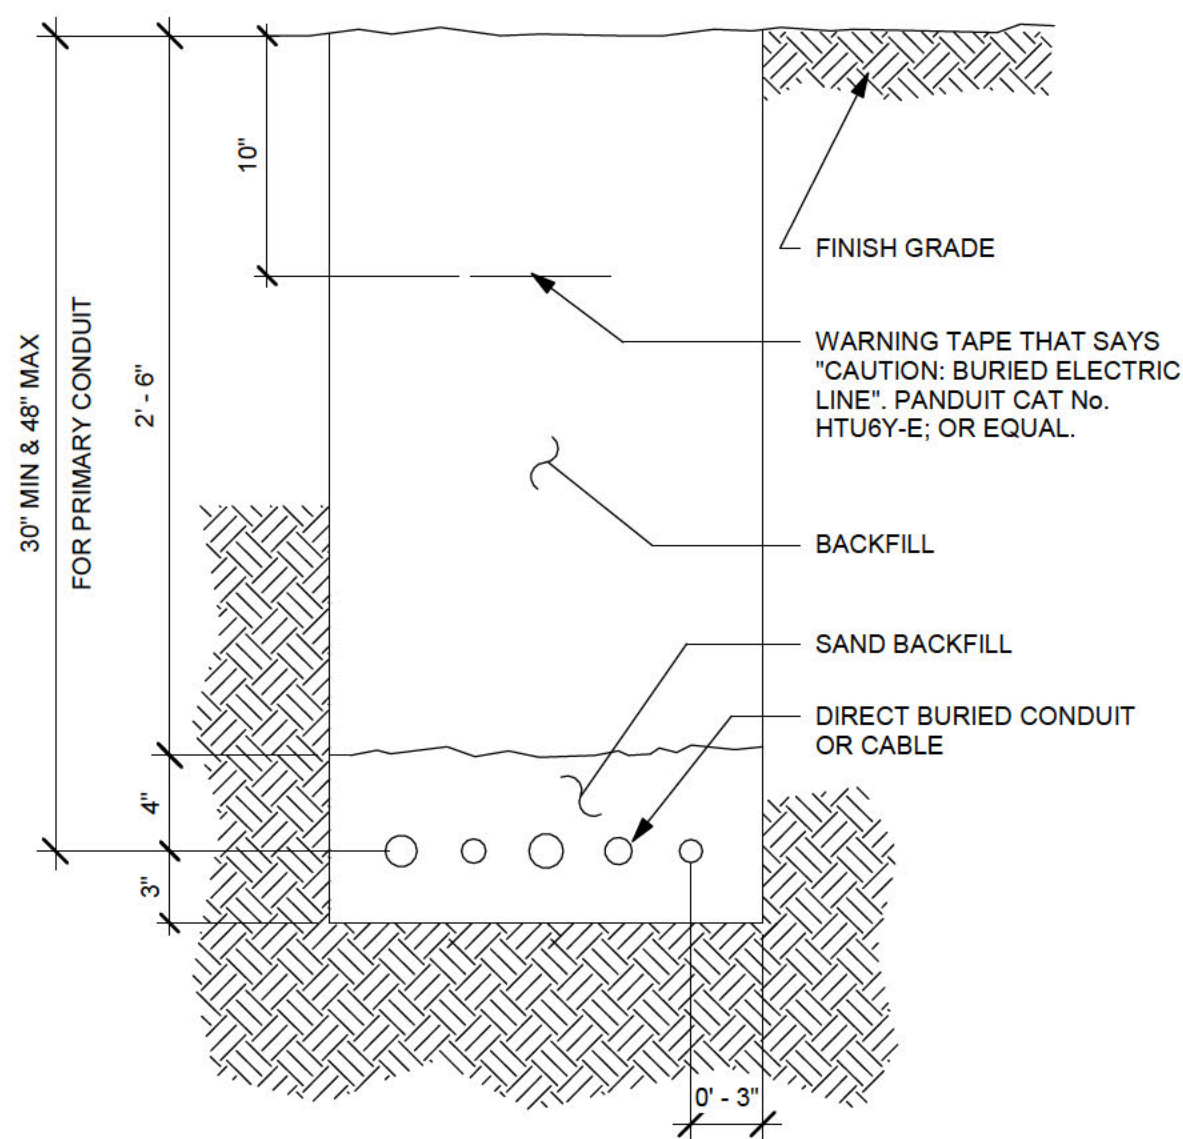 10"
FINISH GRADE
30" MIN & 48" MAX
FOR PRIMARY CONDUIT
2' - 6"
WARNING TAPE THAT SAYS
"CAUTION: BURIED ELECTRIC
LINE". PANDUIT CAT No.
HTU6Y-E; OR EQUAL.
BACKFILL
SAND BACKFILL
DIRECT BURIED CONDUIT
OR CABLE
4"
3"
0' - 3"